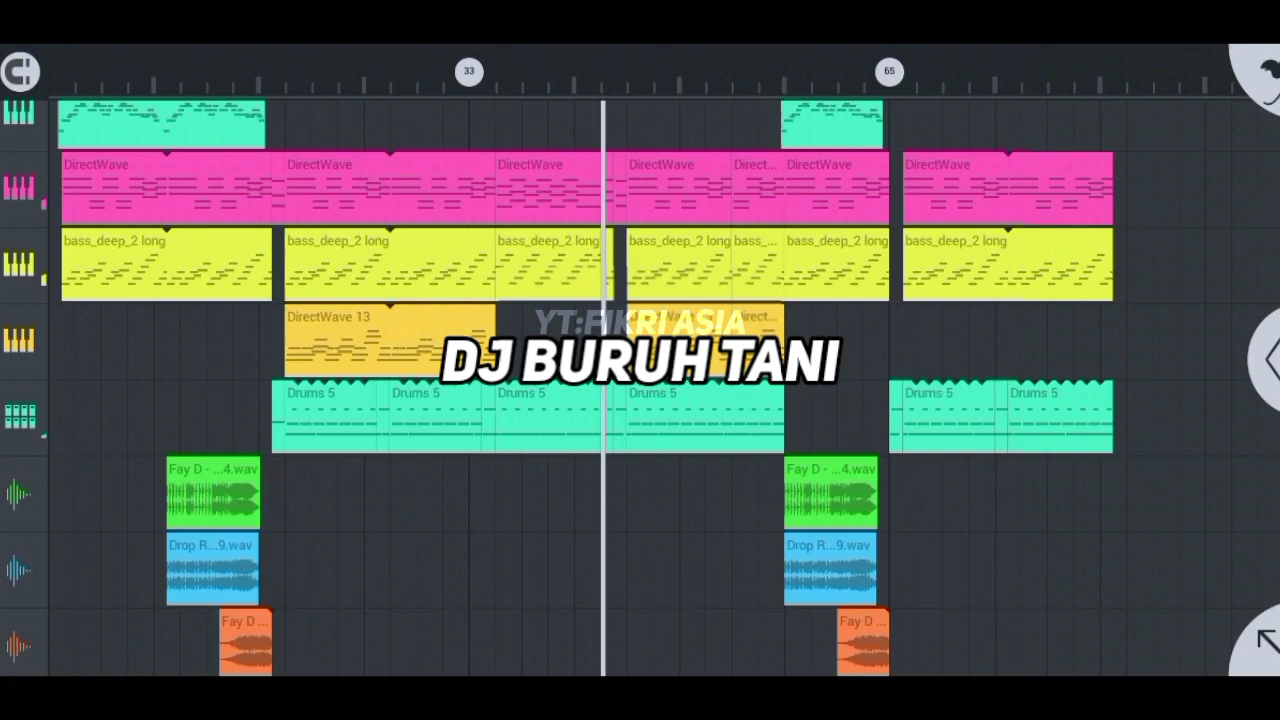 33
65
DirectWave
DirectWave
DirectWave
DirectWave
Direct...
DirectWave
DirectWave
bass_deep_2 long
bass_deep_2 long
bass_deep_2 long
bass_deep_2 long
bass_...
bass_deep_2 long
bass_deep_2 long
DirectWave 13
YT:FIKRI ASIA
DJ BURUH TANI
Drums 5
Drums 5
Drums 5
Drums 5
Drums 5
Drums 5
Fay D - ...4.wav
Fay D - ...4.wav
Drop R...9.wav
Drop R...9.wav
Fay D ...
Fay D ...